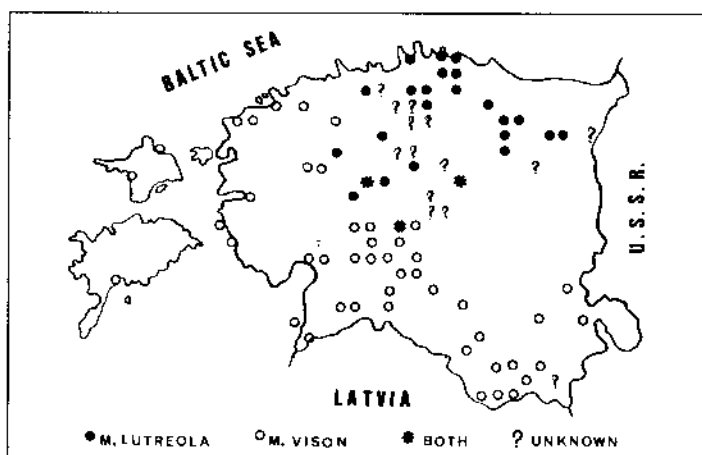 BALTIC SEA
U.S.S.R.
LATVIA
● M. LUTREOLA ○ M. VISON ✱ BOTH ? UNKNOWN